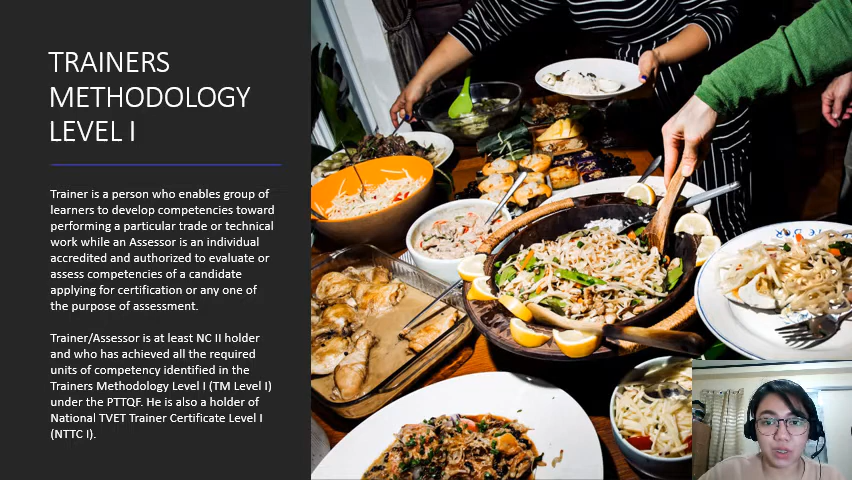 TRAINERS
METHODOLOGY
LEVEL I
Trainer is a person who enables group of
learners to develop competencies toward
performing a particular trade or technical
work while an Assessor is an individual
accredited and authorized to evaluate or
assess competencies of a candidate
applying for certification or any one of
the purpose of assessment.
Trainer/Assessor is at least NC II holder
and who has achieved all the required
units of competency identified in the
Trainers Methodology Level I (TM Level I)
under the PTTQF. He is also a holder of
National TVET Trainer Certificate Level I
(NTTC I).